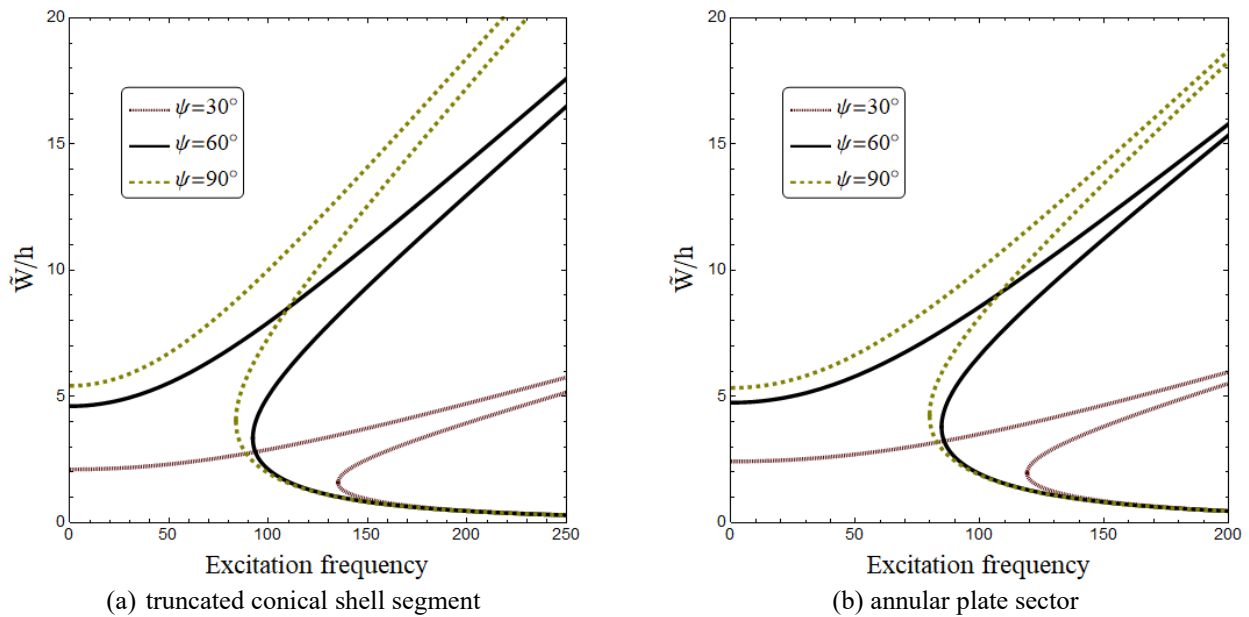 20
15
10
5
0
0 50 100 150 200 250
W̃/h
ψ=30°
ψ=60°
ψ=90°
Excitation frequency
(a) truncated conical shell segment
20
15
10
5
0
0 50 100 150 200
W̃/h
ψ=30°
ψ=60°
ψ=90°
Excitation frequency
(b) annular plate sector